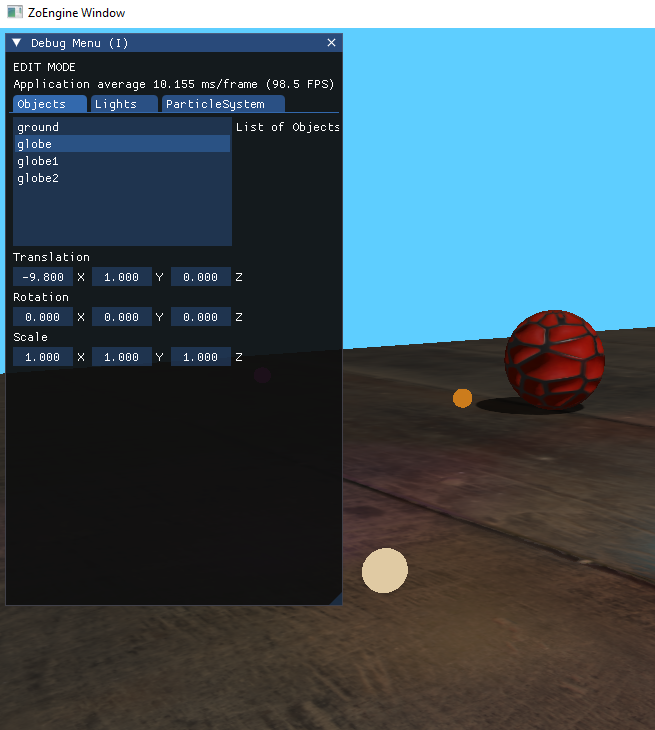 ZoEngine Window
Debug Menu (I)
EDIT MODE
Application average 10.155 ms/frame (98.5 FPS)
Objects Lights ParticleSystem
ground List of Objects
globe
globe1
globe2
Translation
-9.800 X 1.000 Y 0.000 Z
Rotation
0.000 X 0.000 Y 0.000 Z
Scale
1.000 X 1.000 Y 1.000 Z